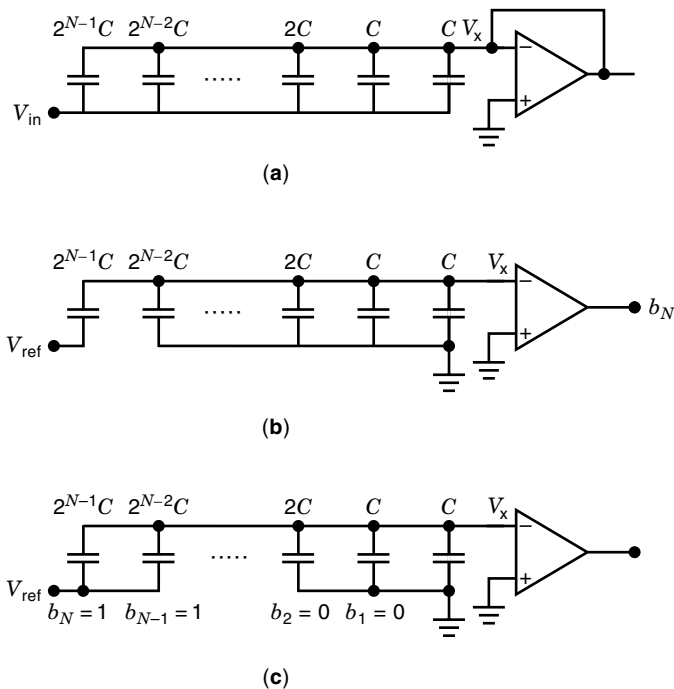 2^{N–1}C 2^{N–2}C ..... 2C C C V_x
–
+
V_in
(a)
2^{N–1}C 2^{N–2}C ..... 2C C C V_x
–
+
b_N
V_ref
(b)
2^{N–1}C 2^{N–2}C ..... 2C C C V_x
–
+
V_ref
b_N = 1 b_{N–1} = 1 b_2 = 0 b_1 = 0
(c)